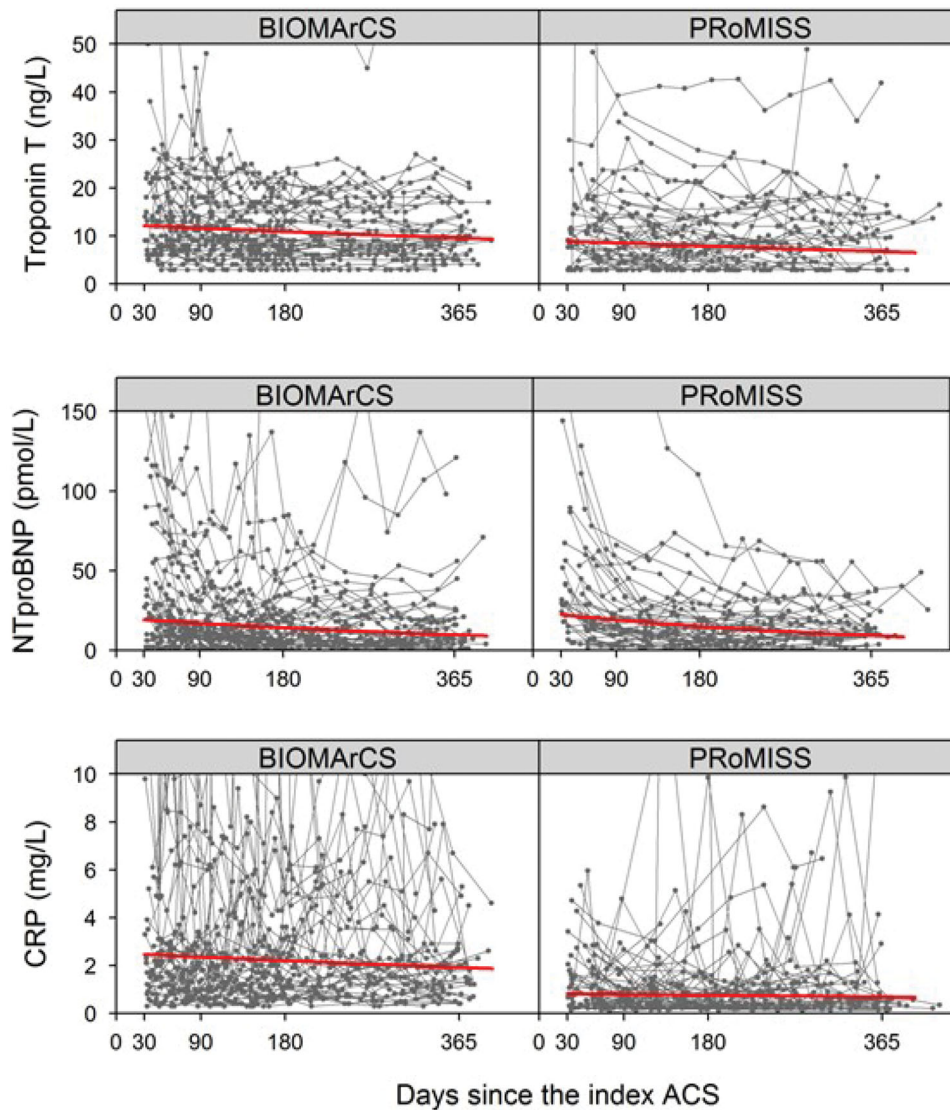 BIOMArCS PRoMISS
Troponin T (ng/L)
50
40
30
20
10
0
0 30 90 180 365 0 30 90 180 365
BIOMArCS PRoMISS
NTproBNP (pmol/L)
150
100
50
0
0 30 90 180 365 0 30 90 180 365
BIOMArCS PRoMISS
CRP (mg/L)
10
8
6
4
2
0
0 30 90 180 365 0 30 90 180 365
Days since the index ACS